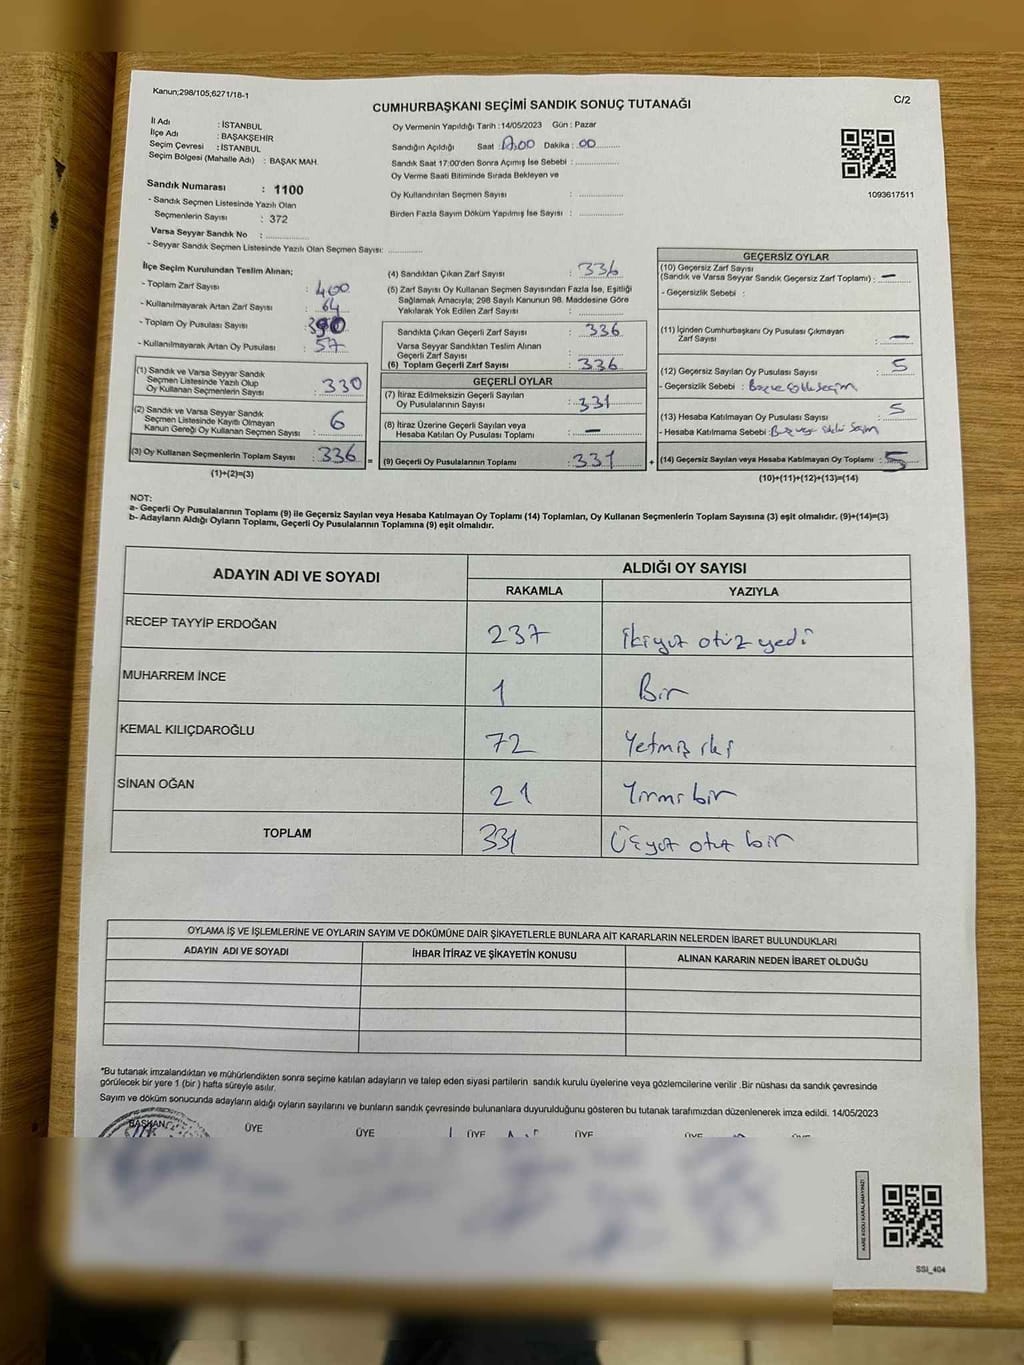 Kanun;298/105;6271/18-1
C/2
CUMHURBAŞKANI SEÇİMİ SANDIK SONUÇ TUTANAĞI
İl Adı : İSTANBUL
İlçe Adı : BAŞAKŞEHİR
Seçim Çevresi : İSTANBUL
Seçim Bölgesi (Mahalle Adı) : BAŞAK MAH.
Oy Vermenin Yapıldığı Tarih : 14/05/2023 Gün : Pazar
Sandığın Açıldığı Saat : Dakika : 00
Sandık Saat 17:00'den Sonra Açımış İse Sebebi :
Oy Verme Saati Bitiminde Sırada Bekleyen ve
Oy Kullandırılan Seçmen Sayısı :
Birden Fazla Sayım Döküm Yapılmış İse Sayısı :
1093617511
Sandık Numarası : 1100
- Sandık Seçmen Listesinde Yazılı Olan
Seçmenlerin Sayısı : 372
Varsa Seyyar Sandık No :
- Seyyar Sandık Seçmen Listesinde Yazılı Olan Seçmen Sayısı:
İlçe Seçim Kurulundan Teslim Alınan;
- Toplam Zarf Sayısı : 400
- Kullanılmayarak Artan Zarf Sayısı : 64
- Toplam Oy Pusulası Sayısı :
- Kullanılmayarak Artan Oy Pusulası : 57
(1) Sandık ve Varsa Seyyar Sandık
Seçmen Listesinde Yazılı Olup
Oy Kullanan Seçmenlerin Sayısı : 330
(2) Sandık ve Varsa Seyyar Sandık
Seçmen Listesinde Kayıtlı Olmayan
Kanun Gereği Oy Kullanan Seçmen Sayısı : 6
(3) Oy Kullanan Seçmenlerin Toplam Sayısı : 336
(1)+(2)=(3)
(4) Sandıktan Çıkan Zarf Sayısı : 336
(5) Zarf Sayısı Oy Kullanan Seçmen Sayısından Fazla İse, Eşitliği
Sağlamak Amacıyla; 298 Sayılı Kanunun 98. Maddesine Göre
Yakılarak Yok Edilen Zarf Sayısı :
Sandıkta Çıkan Geçerli Zarf Sayısı : 336
Varsa Seyyar Sandıktan Teslim Alınan
Geçerli Zarf Sayısı :
(6) Toplam Geçerli Zarf Sayısı : 336
GEÇERLİ OYLAR
(7) İtiraz Edilmeksizin Geçerli Sayılan
Oy Pusulalarının Sayısı : 331
(8) İtiraz Üzerine Geçerli Sayılan veya
Hesaba Katılan Oy Pusulası Toplamı : —
= (9) Geçerli Oy Pusulalarının Toplamı : 331
GEÇERSİZ OYLAR
(10) Geçersiz Zarf Sayısı
(Sandık ve Varsa Seyyar Sandık Geçersiz Zarf Toplamı) : —
- Geçersizlik Sebebi :
(11) İçinden Cumhurbaşkanı Oy Pusulası Çıkmayan
Zarf Sayısı : —
(12) Geçersiz Sayılan Oy Pusulası Sayısı : 5
- Geçersizlik Sebebi :
(13) Hesaba Katılmayan Oy Pusulası Sayısı : 5
- Hesaba Katılmama Sebebi :
+ (14) Geçersiz Sayılan veya Hesaba Katılmayan Oy Toplamı : 5
(10)+(11)+(12)+(13)=(14)
NOT:
a- Geçerli Oy Pusulalarının Toplamı (9) ile Geçersiz Sayılan veya Hesaba Katılmayan Oy Toplamı (14) Toplamları, Oy Kullanan Seçmenlerin Toplam Sayısına (3) eşit olmalıdır. (9)+(14)=(3)
b- Adayların Aldığı Oyların Toplamı, Geçerli Oy Pusulalarının Toplamına (9) eşit olmalıdır.
ADAYIN ADI VE SOYADI
ALDIĞI OY SAYISI
RAKAMLA YAZIYLA
RECEP TAYYİP ERDOĞAN 237 ikiyüz otuz yedi
MUHARREM İNCE 1 Bir
KEMAL KILIÇDAROĞLU 72 Yetmiş iki
SİNAN OĞAN 21 Yirmi bir
TOPLAM 331 Üçyüz otuz bir
OYLAMA İŞ VE İŞLEMLERİNE VE OYLARIN SAYIM VE DÖKÜMÜNE DAİR ŞİKAYETLERLE BUNLARA AİT KARARLARIN NELERDEN İBARET BULUNDUKLARI
ADAYIN ADI VE SOYADI İHBAR İTİRAZ VE ŞİKAYETİN KONUSU ALINAN KARARIN NEDEN İBARET OLDUĞU
*Bu tutanak imzalandıktan ve mühürlendikten sonra seçime katılan adayların ve talep eden siyasi partilerin sandık kurulu üyelerine veya gözlemcilerine verilir .Bir nüshası da sandık çevresinde
görülecek bir yere 1 (bir ) hafta süreyle asılır.
Sayım ve döküm sonucunda adayların aldığı oyların sayılarını ve bunların sandık çevresinde bulunanlara duyurulduğunu gösteren bu tutanak tarafımızdan düzenlenerek imza edildi. 14/05/2023
BAŞKAN ÜYE ÜYE ÜYE ÜYE ÜYE ÜYE
KARE KODU KARALAMAYINIZ!
SSI_404